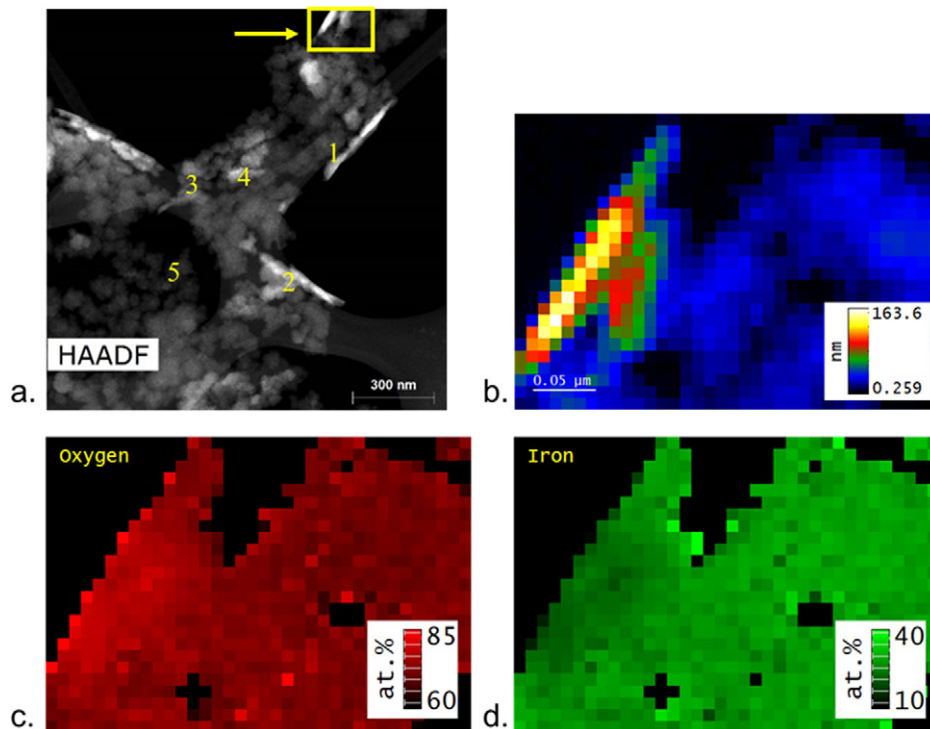 1
3
4
5
2
HAADF
300 nm
a.
163.6
nm
0.259
0.05 µm
b.
Oxygen
85
at.%
60
c.
Iron
40
at.%
10
d.